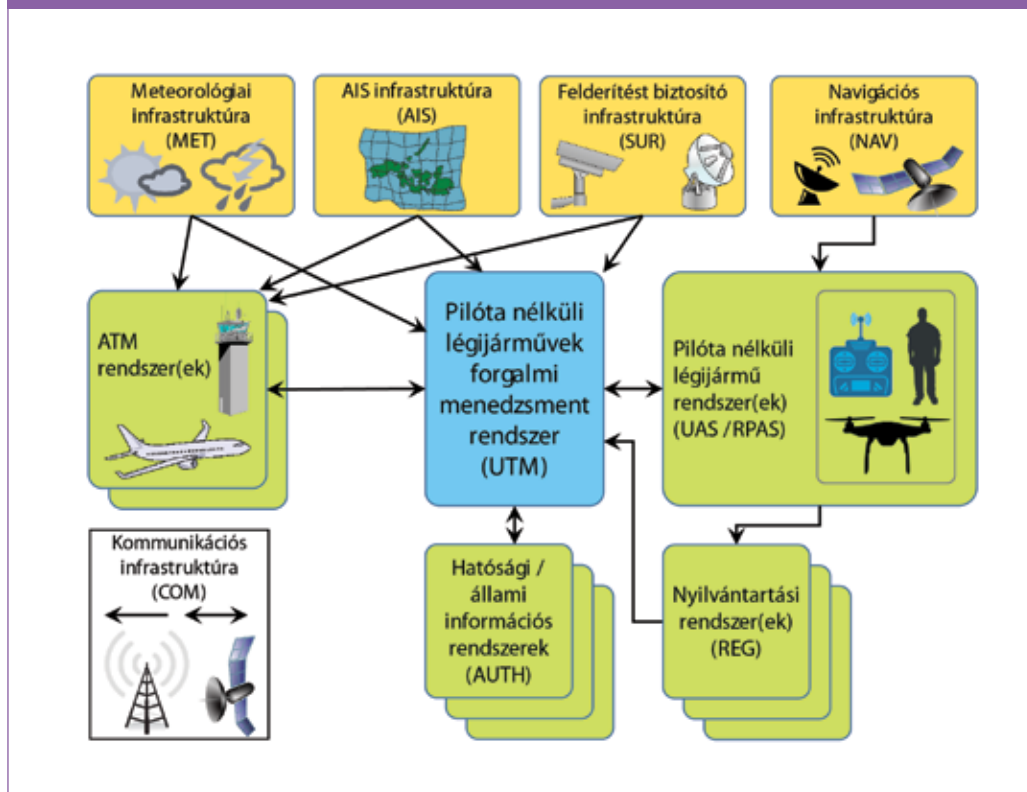 Meteorológiai
infrastruktúra
(MET)
AIS infrastruktúra
(AIS)
Felderítést biztosító
infrastruktúra
(SUR)
Navigációs
infrastruktúra
(NAV)
ATM
rendszer(ek)
Pilóta nélküli
légijárművek
forgalmi
menedzsment
rendszer
(UTM)
Pilóta nélküli
légijármű
rendszer(ek)
(UAS /RPAS)
Kommunikációs
infrastruktúra
(COM)
Hatósági /
állami
információs
rendszerek
(AUTH)
Nyilvántartási
rendszer(ek)
(REG)